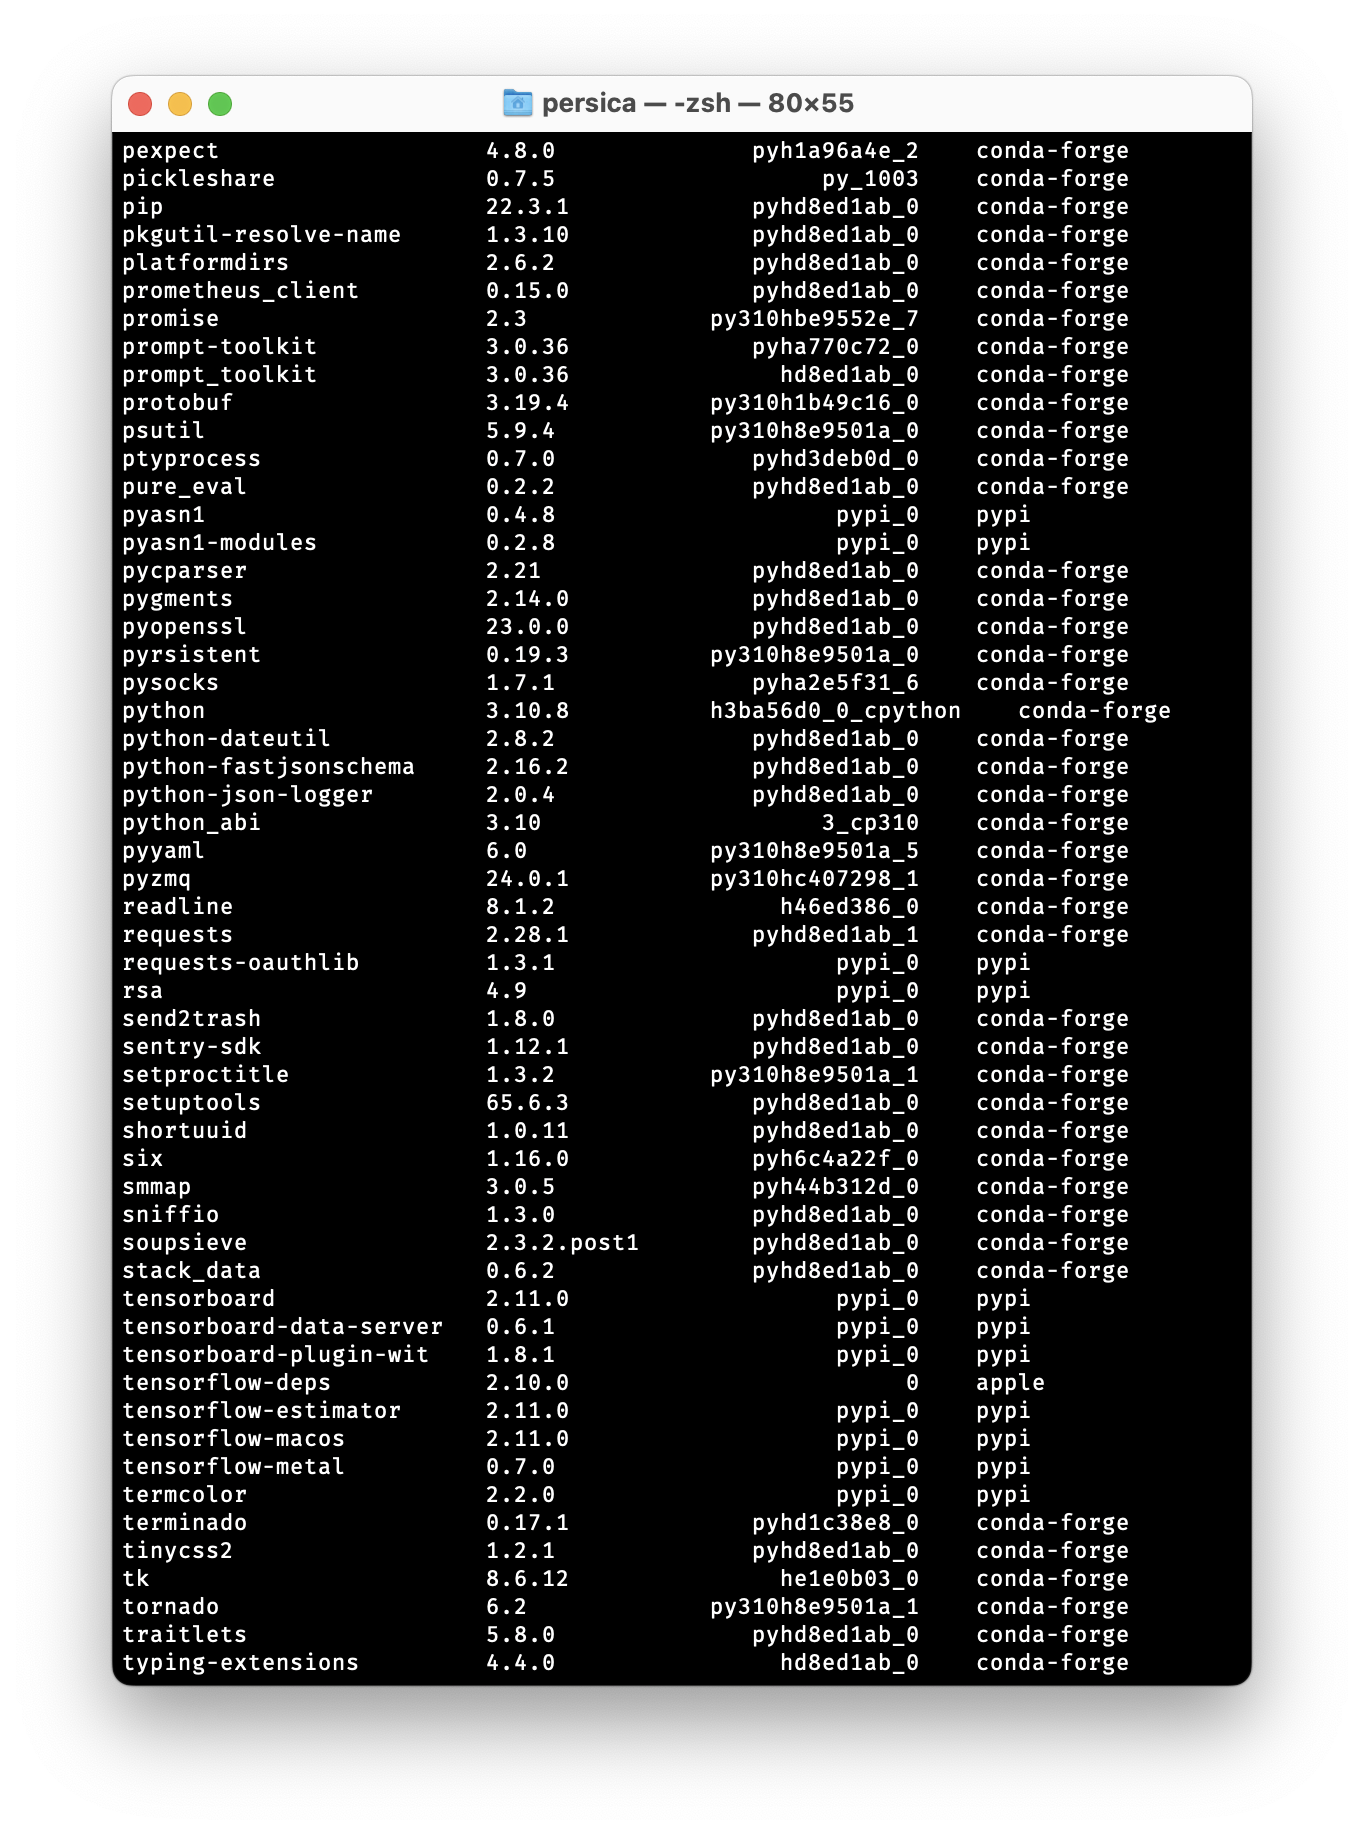 persica — -zsh — 80×55
pexpect 4.8.0 pyh1a96a4e_2 conda-forge
pickleshare 0.7.5 py_1003 conda-forge
pip 22.3.1 pyhd8ed1ab_0 conda-forge
pkgutil-resolve-name 1.3.10 pyhd8ed1ab_0 conda-forge
platformdirs 2.6.2 pyhd8ed1ab_0 conda-forge
prometheus_client 0.15.0 pyhd8ed1ab_0 conda-forge
promise 2.3 py310hbe9552e_7 conda-forge
prompt-toolkit 3.0.36 pyha770c72_0 conda-forge
prompt_toolkit 3.0.36 hd8ed1ab_0 conda-forge
protobuf 3.19.4 py310h1b49c16_0 conda-forge
psutil 5.9.4 py310h8e9501a_0 conda-forge
ptyprocess 0.7.0 pyhd3deb0d_0 conda-forge
pure_eval 0.2.2 pyhd8ed1ab_0 conda-forge
pyasn1 0.4.8 pypi_0 pypi
pyasn1-modules 0.2.8 pypi_0 pypi
pycparser 2.21 pyhd8ed1ab_0 conda-forge
pygments 2.14.0 pyhd8ed1ab_0 conda-forge
pyopenssl 23.0.0 pyhd8ed1ab_0 conda-forge
pyrsistent 0.19.3 py310h8e9501a_0 conda-forge
pysocks 1.7.1 pyha2e5f31_6 conda-forge
python 3.10.8 h3ba56d0_0_cpython conda-forge
python-dateutil 2.8.2 pyhd8ed1ab_0 conda-forge
python-fastjsonschema 2.16.2 pyhd8ed1ab_0 conda-forge
python-json-logger 2.0.4 pyhd8ed1ab_0 conda-forge
python_abi 3.10 3_cp310 conda-forge
pyyaml 6.0 py310h8e9501a_5 conda-forge
pyzmq 24.0.1 py310hc407298_1 conda-forge
readline 8.1.2 h46ed386_0 conda-forge
requests 2.28.1 pyhd8ed1ab_1 conda-forge
requests-oauthlib 1.3.1 pypi_0 pypi
rsa 4.9 pypi_0 pypi
send2trash 1.8.0 pyhd8ed1ab_0 conda-forge
sentry-sdk 1.12.1 pyhd8ed1ab_0 conda-forge
setproctitle 1.3.2 py310h8e9501a_1 conda-forge
setuptools 65.6.3 pyhd8ed1ab_0 conda-forge
shortuuid 1.0.11 pyhd8ed1ab_0 conda-forge
six 1.16.0 pyh6c4a22f_0 conda-forge
smmap 3.0.5 pyh44b312d_0 conda-forge
sniffio 1.3.0 pyhd8ed1ab_0 conda-forge
soupsieve 2.3.2.post1 pyhd8ed1ab_0 conda-forge
stack_data 0.6.2 pyhd8ed1ab_0 conda-forge
tensorboard 2.11.0 pypi_0 pypi
tensorboard-data-server 0.6.1 pypi_0 pypi
tensorboard-plugin-wit 1.8.1 pypi_0 pypi
tensorflow-deps 2.10.0 0 apple
tensorflow-estimator 2.11.0 pypi_0 pypi
tensorflow-macos 2.11.0 pypi_0 pypi
tensorflow-metal 0.7.0 pypi_0 pypi
termcolor 2.2.0 pypi_0 pypi
terminado 0.17.1 pyhd1c38e8_0 conda-forge
tinycss2 1.2.1 pyhd8ed1ab_0 conda-forge
tk 8.6.12 he1e0b03_0 conda-forge
tornado 6.2 py310h8e9501a_1 conda-forge
traitlets 5.8.0 pyhd8ed1ab_0 conda-forge
typing-extensions 4.4.0 hd8ed1ab_0 conda-forge